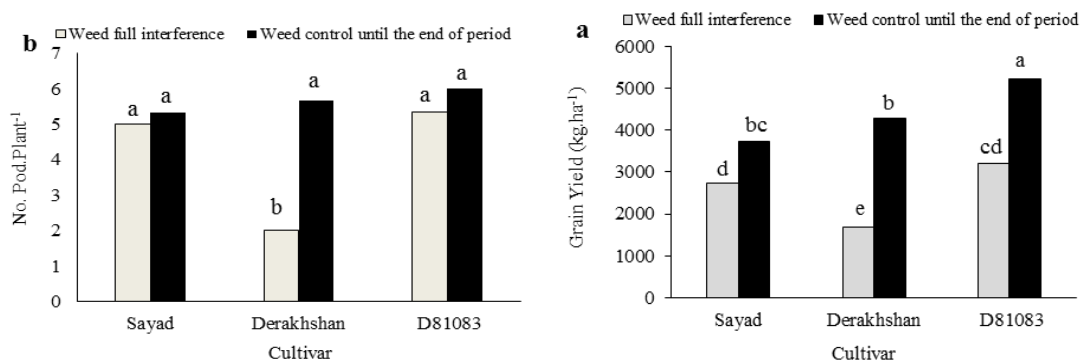 b
Weed full interference Weed control until the end of period
No. Pod.Plant-1
7
6
5
4
3
2
1
0
a a
b a
a a
Sayad Derakhshan D81083
Cultivar
a
Weed full interference Weed control until the end of period
Grain Yield (kg.ha-1)
6000
5000
4000
3000
2000
1000
0
d bc
e b
cd a
Sayad Derakhshan D81083
Cultivar